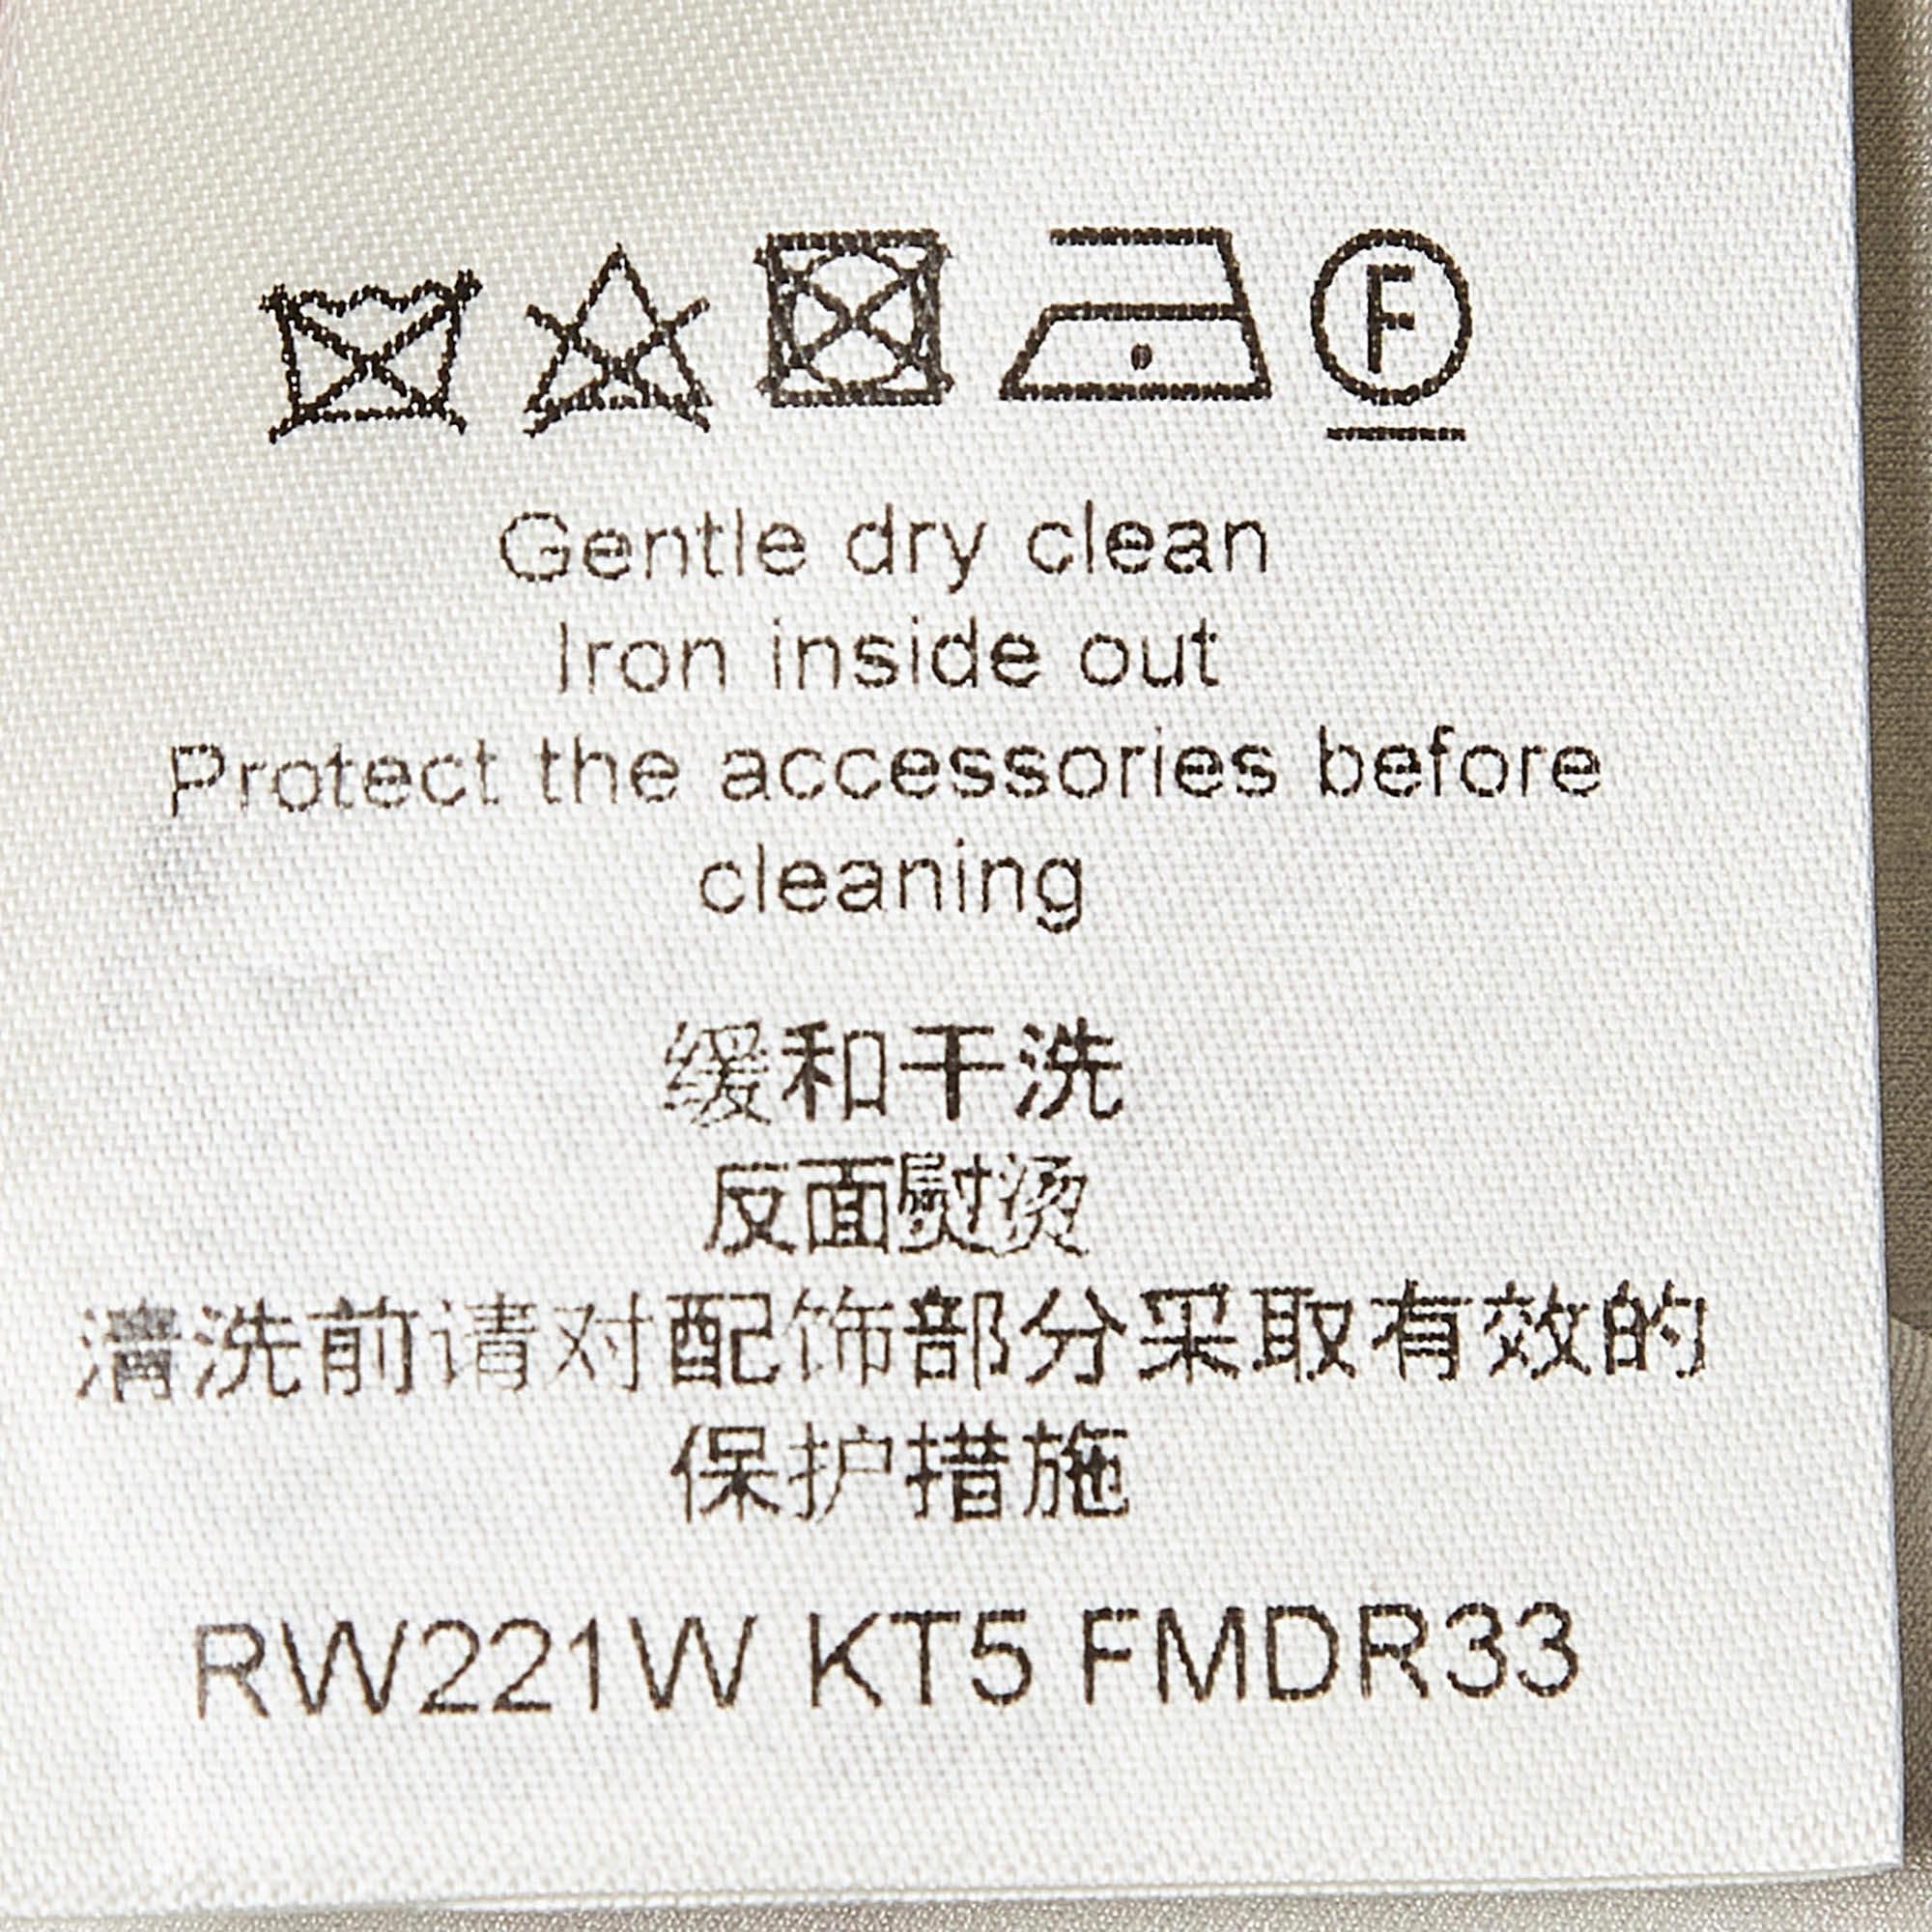 F
Gentle dry clean
Iron inside out
Protect the accessories before
cleaning
缓和干洗
反面熨烫
清洗前请对配饰部分采取有效的
保护措施
RW221W KT5 FMDR33